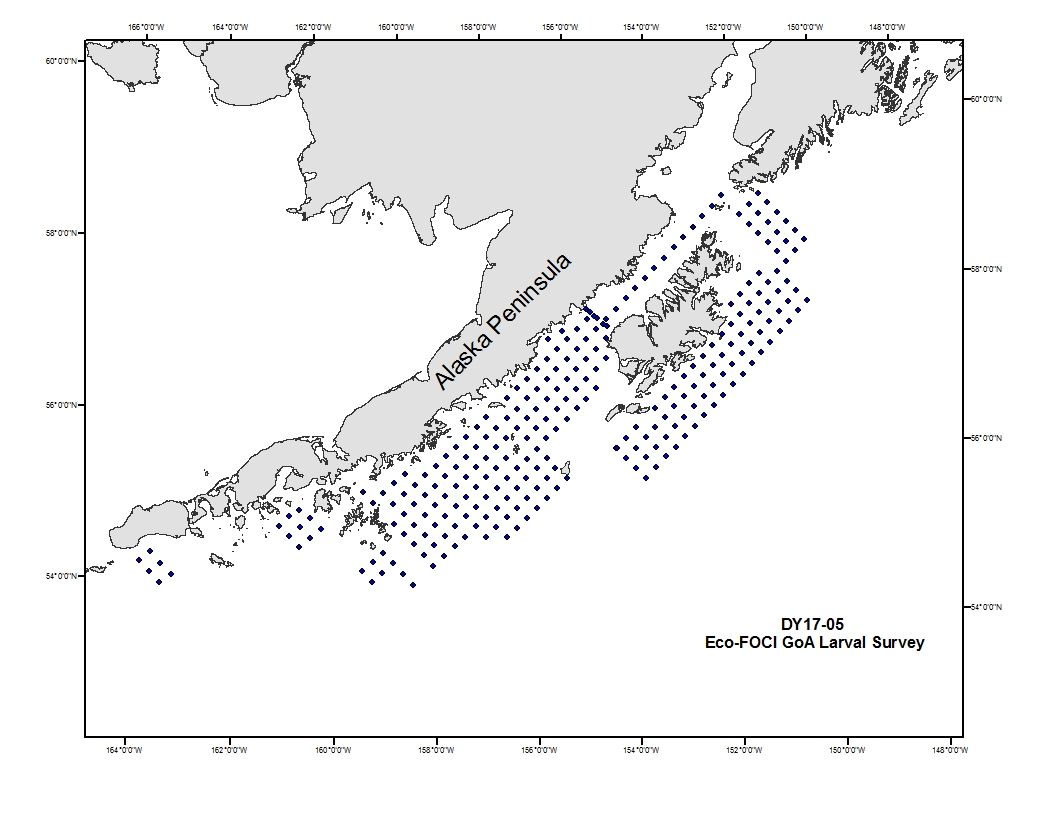 166°0'0"W 164°0'0"W 162°0'0"W 160°0'0"W 158°0'0"W 156°0'0"W 154°0'0"W 152°0'0"W 150°0'0"W 148°0'0"W
60°0'0"N
60°0'0"N
58°0'0"N
58°0'0"N
Alaska Peninsula
56°0'0"N
56°0'0"N
54°0'0"N
54°0'0"N
DY17-05
Eco-FOCI GoA Larval Survey
164°0'0"W 162°0'0"W 160°0'0"W 158°0'0"W 156°0'0"W 154°0'0"W 152°0'0"W 150°0'0"W 148°0'0"W